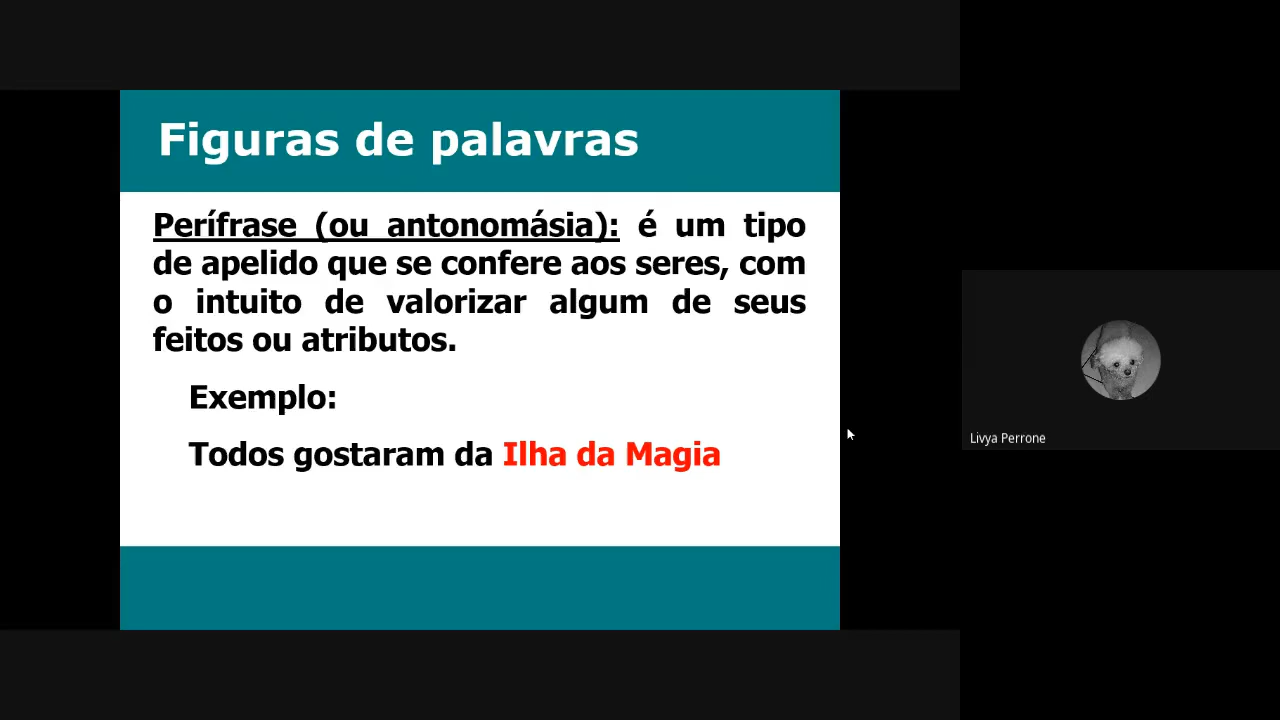 Figuras de palavras
Perífrase (ou antonomásia): é um tipo
de apelido que se confere aos seres, com
o intuito de valorizar algum de seus
feitos ou atributos.
Exemplo:
Todos gostaram da Ilha da Magia
Livya Perrone